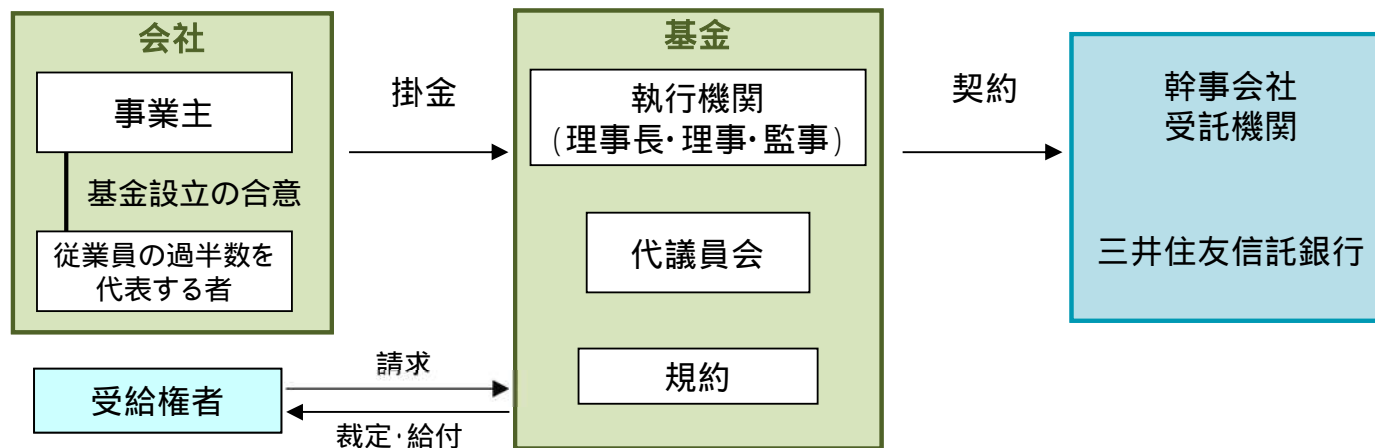 会社
事業主
基金設立の合意
従業員の過半数を
代表する者
掛金
基金
執行機関
(理事長・理事・監事)
代議員会
規約
契約
幹事会社
受託機関
三井住友信託銀行
受給権者
請求
裁定・給付